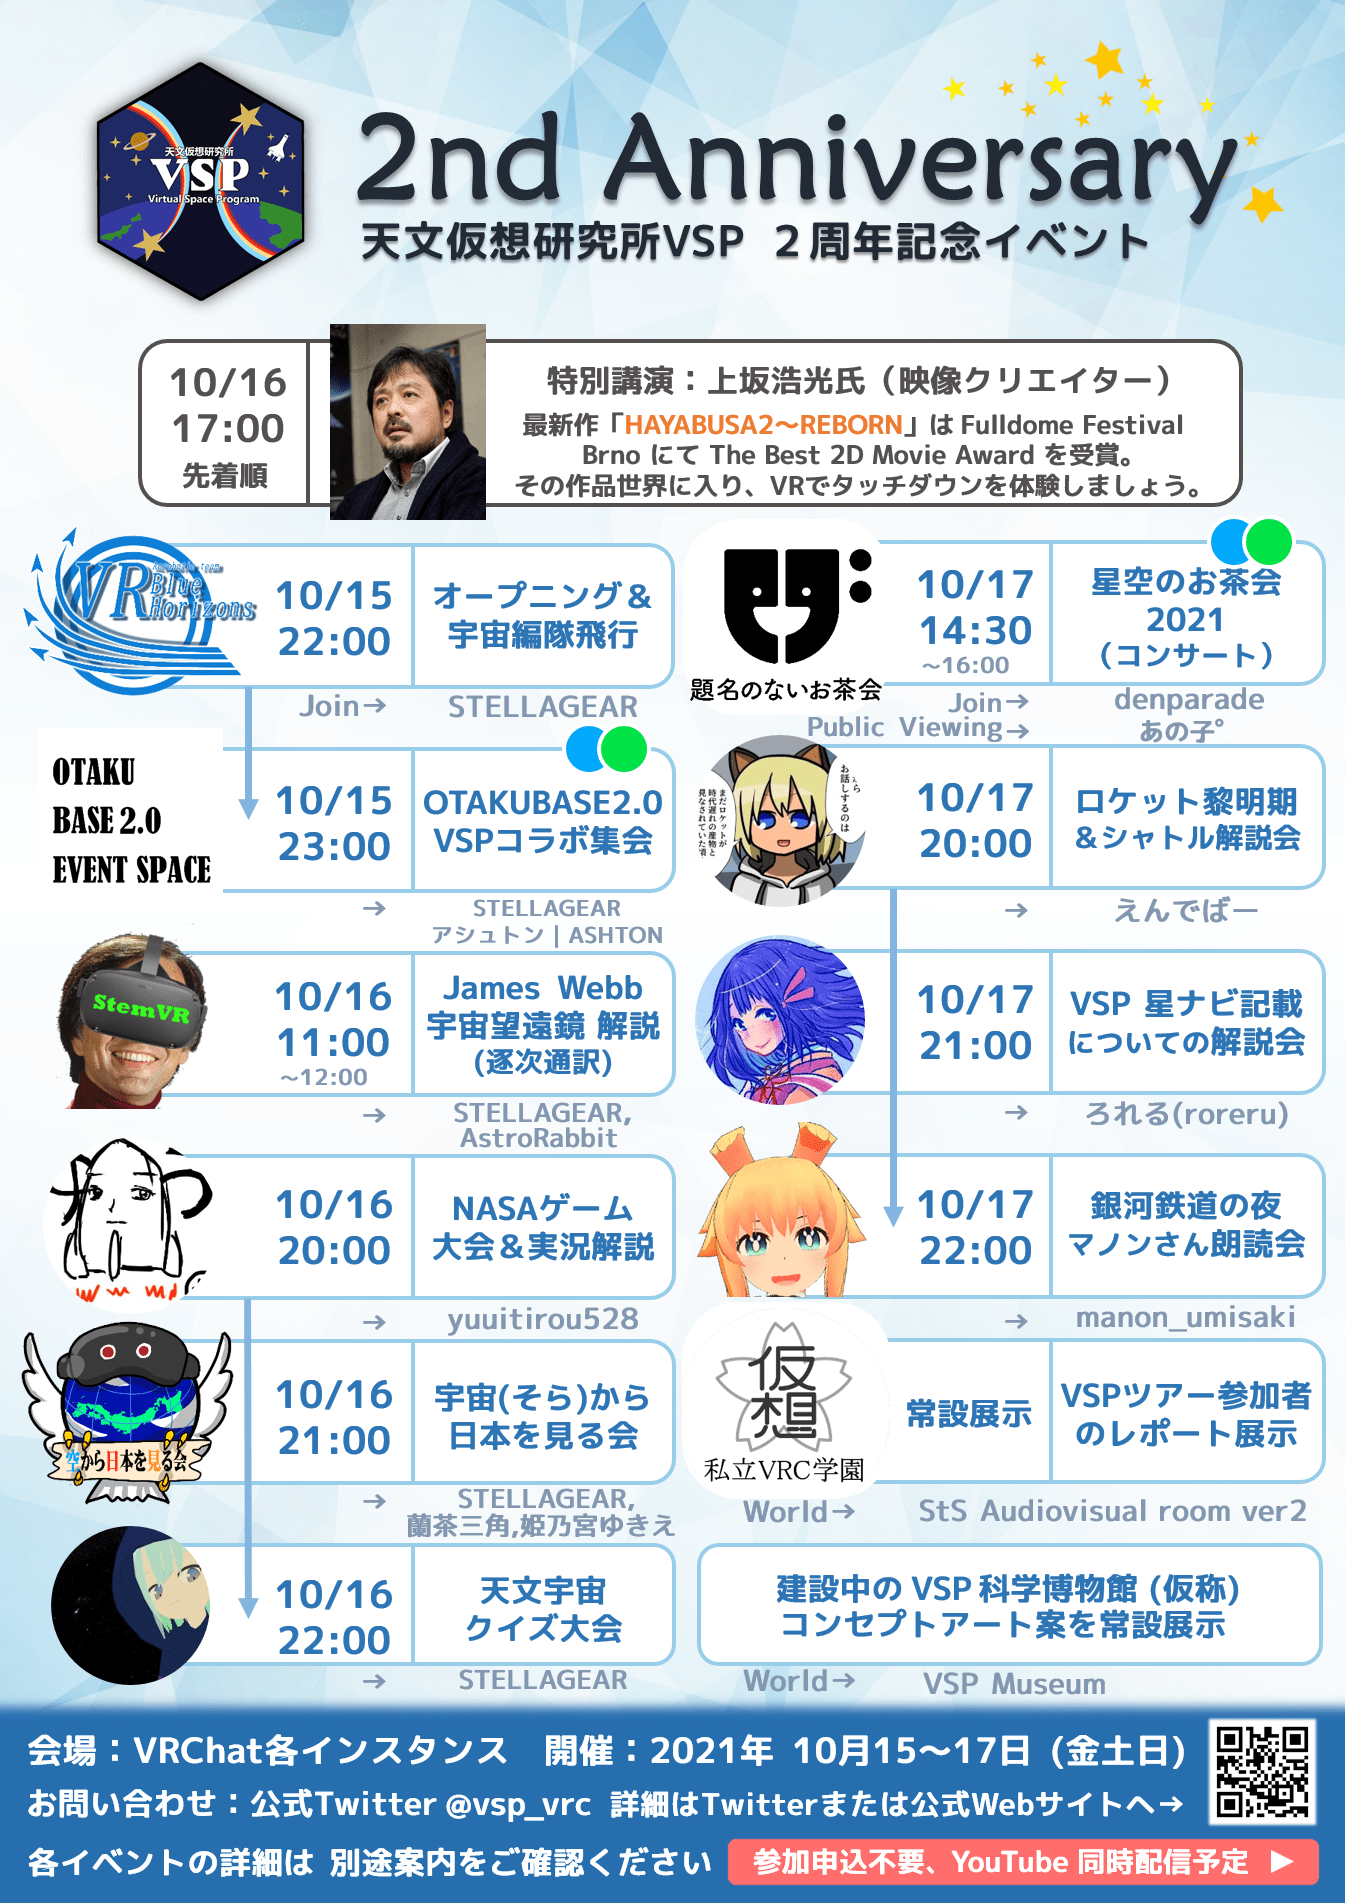 天文仮想研究所
VSP
Virtual Space Program
2nd Anniversary
天文仮想研究所VSP 2周年記念イベント
10/16
17:00
先着順
特別講演：上坂浩光氏（映像クリエイター）
最新作「HAYABUSA2～REBORN」は Fulldome Festival
Brno にて The Best 2D Movie Award を受賞。
その作品世界に入り、VRでタッチダウンを体験しましょう。
VR
Aerobatic team
Blue
Horizons
10/15
22:00
オープニング＆
宇宙編隊飛行
Join→
STELLAGEAR
OTAKU
BASE 2.0
EVENT SPACE
10/15
23:00
OTAKUBASE2.0
VSPコラボ集会
→
STELLAGEAR
アシュトン | ASHTON
StemVR
10/16
11:00
～12:00
James Webb
宇宙望遠鏡 解説
(逐次通訳)
→
STELLAGEAR,
AstroRabbit
10/16
20:00
NASAゲーム
大会＆実況解説
→
yuuitirou528
空から日本を見る会
10/16
21:00
宇宙(そら)から
日本を見る会
→
STELLAGEAR,
蘭茶三角,姫乃宮ゆきえ
10/16
22:00
天文宇宙
クイズ大会
→
STELLAGEAR
題名のないお茶会
10/17
14:30
～16:00
星空のお茶会
2021
（コンサート）
Join→
denparade
Public Viewing→
あの子゜
お話しするのは
まだロケットが
時代遅れの産物と
見なされていた頃
10/17
20:00
ロケット黎明期
＆シャトル解説会
→
えんでばー
10/17
21:00
VSP 星ナビ記載
についての解説会
→
ろれる(roreru)
10/17
22:00
銀河鉄道の夜
マノンさん朗読会
→
manon_umisaki
仮想
私立VRC学園
常設展示
VSPツアー参加者
のレポート展示
World→
StS Audiovisual room ver2
建設中の VSP 科学博物館 (仮称)
コンセプトアート案を常設展示
World→
VSP Museum
会場：VRChat各インスタンス 開催：2021年 10月15～17日 (金土日)
お問い合わせ：公式Twitter @vsp_vrc 詳細はTwitterまたは公式Webサイトへ→
各イベントの詳細は 別途案内をご確認ください
参加申込不要、YouTube 同時配信予定 ▶